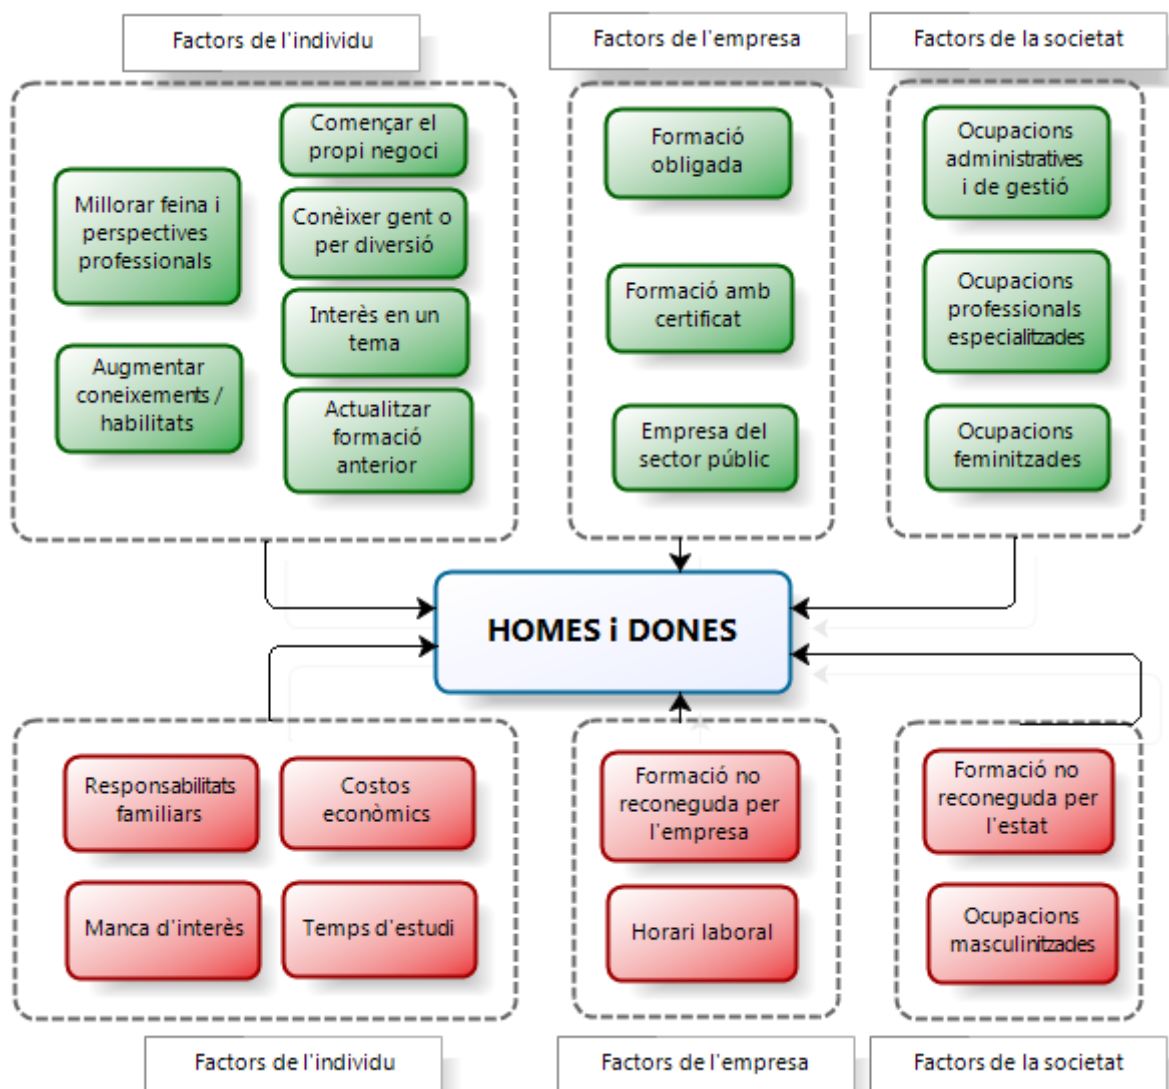 Factors de l'individu
Factors de l'empresa
Factors de la societat
Millorar feina i
perspectives
professionals
Augmentar
coneixements /
habilitats
Començar el
propi negoci
Conèixer gent o
per diversió
Interès en un
tema
Actualitzar
formació
anterior
Formació
obligada
Formació amb
certificat
Empresa del
sector públic
Ocupacions
administratives
i de gestió
Ocupacions
professionals
especialitzades
Ocupacions
feminitzades
HOMES i DONES
Responsabilitats
familiars
Costos
econòmics
Manca d'interès
Temps d'estudi
Formació no
reconeguda per
l'empresa
Horari laboral
Formació no
reconeguda per
l'estat
Ocupacions
masculinitzades
Factors de l'individu
Factors de l'empresa
Factors de la societat